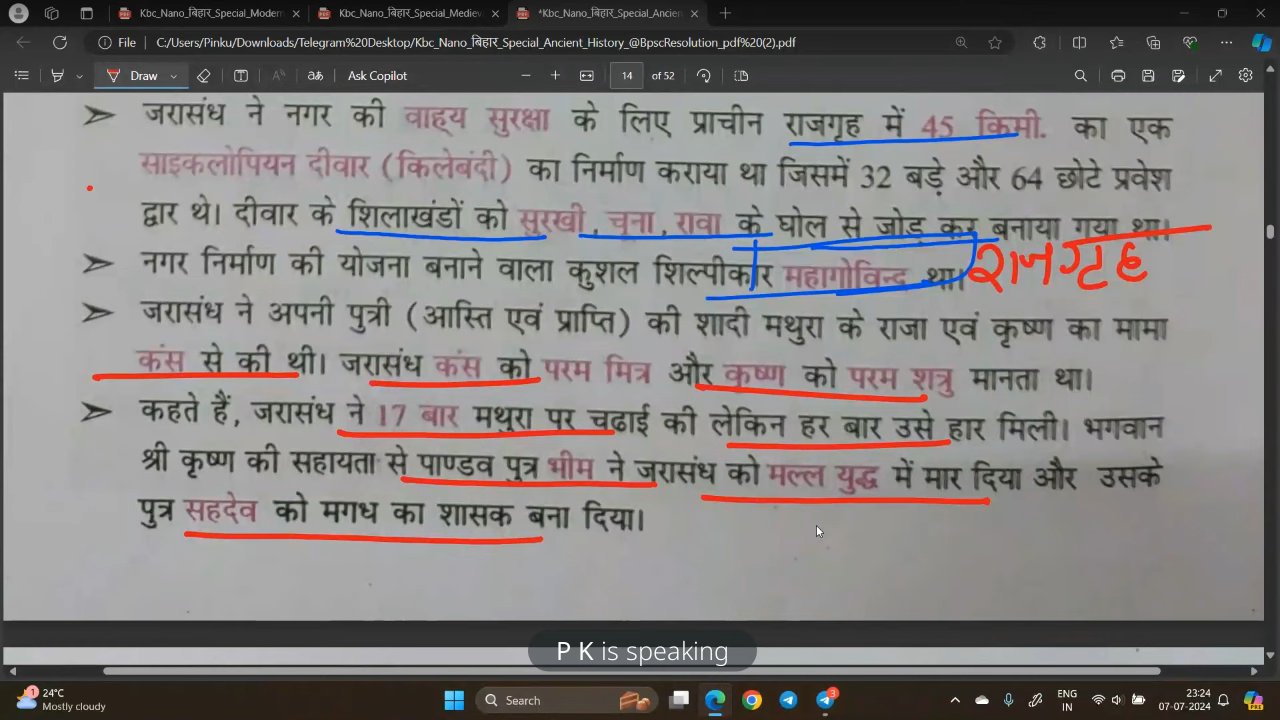 Kbc_Nano_बिहार_Special_Modern
Kbc_Nano_बिहार_Special_Mediev
*Kbc_Nano_बिहार_Special_Ancien
File C:/Users/Pinku/Downloads/Telegram%20Desktop/Kbc_Nano_बिहार_Special_Ancient_History_@BpscResolution_pdf%20(2).pdf
Draw Ask Copilot 14 of 52
➤ जरासंध ने नगर की वाह्य सुरक्षा के लिए प्राचीन राजगृह में 45 किमी. का एक
साइकलोपियन दीवार (किलेबंदी) का निर्माण कराया था जिसमें 32 बड़े और 64 छोटे प्रवेश
द्वार थे। दीवार के शिलाखंडों को सुरखी, चूना, रावा के घोल से जोड़ कर बनाया गया था।
➤ नगर निर्माण की योजना बनाने वाला कुशल शिल्पीकार महागोविन्द था। राजगृह
➤ जरासंध ने अपनी पुत्री (आस्ति एवं प्राप्ति) की शादी मथुरा के राजा एवं कृष्ण का मामा
कंस से की थी। जरासंध कंस को परम मित्र और कृष्ण को परम शत्रु मानता था।
➤ कहते हैं, जरासंध ने 17 बार मथुरा पर चढाई की लेकिन हर बार उसे हार मिली। भगवान
श्री कृष्ण की सहायता से पाण्डव पुत्र भीम ने जरासंध को मल्ल युद्ध में मार दिया और उसके
पुत्र सहदेव को मगध का शासक बना दिया।
P K is speaking
1 24°C
Mostly cloudy
Search
3
ENG
IN
23:24
07-07-2024